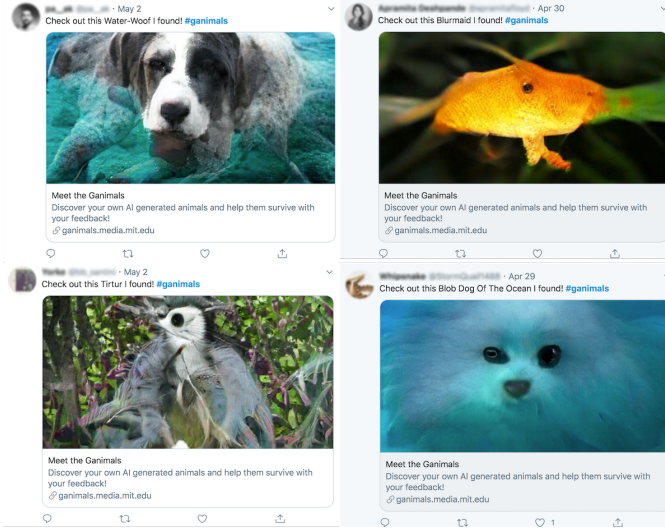 · May 2
Check out this Water-Woof I found! #ganimals
Meet the Ganimals
Discover your own AI generated animals and help them survive with
your feedback!
ganimals.media.mit.edu
· Apr 30
Check out this Blurmaid I found! #ganimals
Meet the Ganimals
Discover your own AI generated animals and help them survive with
your feedback!
ganimals.media.mit.edu
· May 2
Check out this Tirtur I found! #ganimals
Meet the Ganimals
Discover your own AI generated animals and help them survive with
your feedback!
ganimals.media.mit.edu
· Apr 29
Check out this Blob Dog Of The Ocean I found! #ganimals
Meet the Ganimals
Discover your own AI generated animals and help them survive with
your feedback!
ganimals.media.mit.edu
1